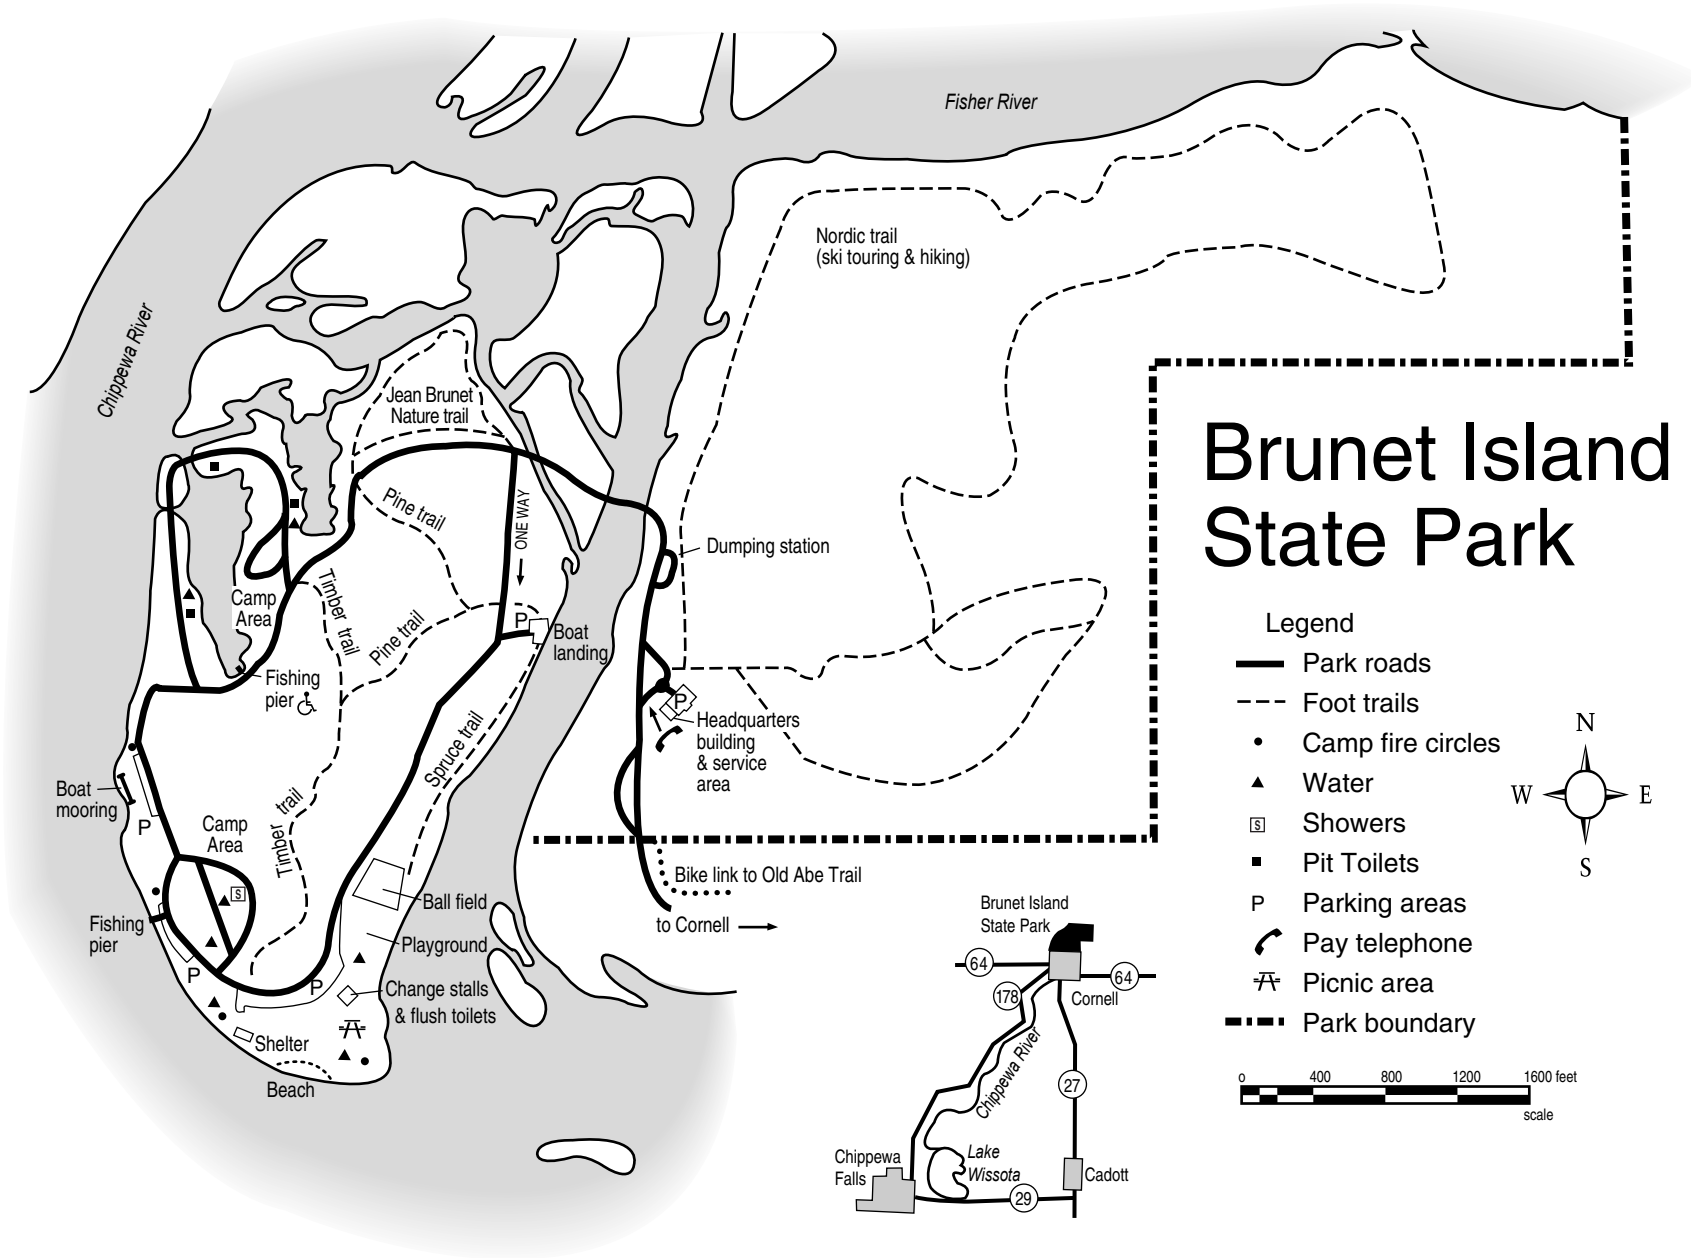 Fisher River
Nordic trail
(ski touring & hiking)
Chippewa River
Jean Brunet
Nature trail
Brunet Island
State Park
Pine trail
ONE WAY
Dumping station
Camp
Area
Timber trail
Pine trail
P
Boat
landing
Fishing
pier
P
Headquarters
building
& service
area
Spruce trail
Boat
mooring
P
Camp
Area
Timber trail
S
Bike link to Old Abe Trail
Ball field
to Cornell
Fishing
pier
Playground
P
P
Change stalls
& flush toilets
Shelter
Beach
Legend
Park roads
Foot trails
Camp fire circles
Water
S Showers
Pit Toilets
P Parking areas
Pay telephone
Picnic area
Park boundary
N
W E
S
0 400 800 1200 1600 feet
scale
Brunet Island
State Park
64
64
178
Cornell
Chippewa River
27
Chippewa
Falls
Lake
Wissota
Cadott
29